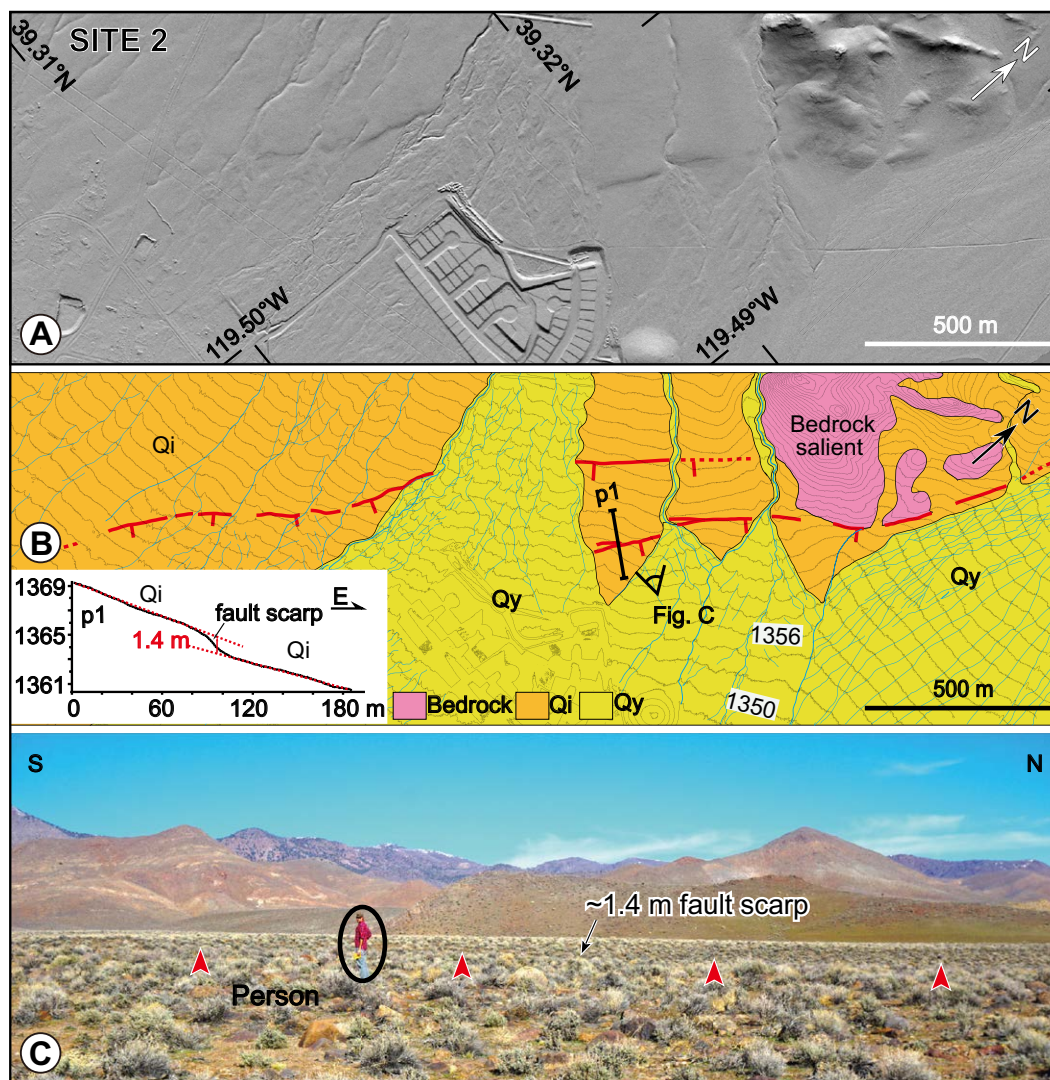 SITE 2
39.31°N
39.32°N
N
119.50°W
119.49°W
500 m
A
Qi
Bedrock
salient
N
p1
B
Qy
Qy
Fig. C
1356
1350
1369
1365
1361
p1
Qi
fault scarp
E
1.4 m
Qi
0 60 120 180 m
Bedrock Qi Qy
500 m
S
N
~1.4 m fault scarp
Person
C